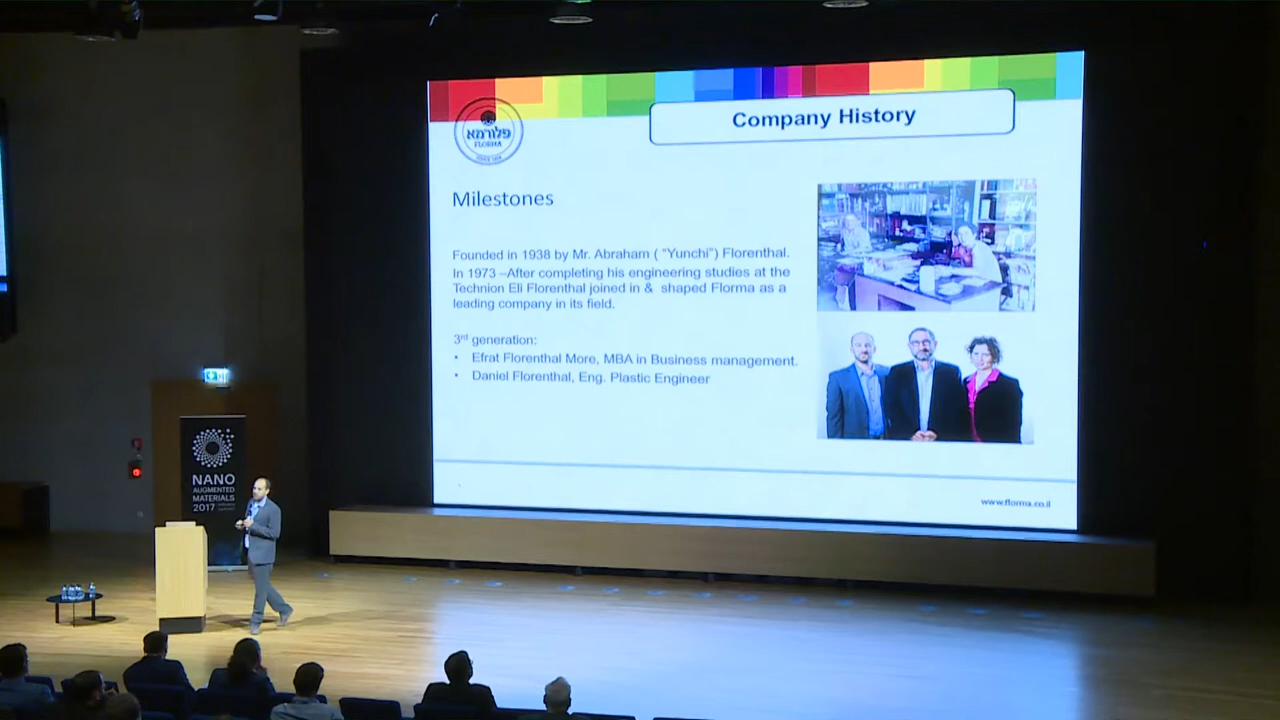 Company History
פלורמא
FLORMA
SINCE 1938
Milestones
Founded in 1938 by Mr. Abraham ( “Yunchi”) Florenthal.
In 1973 –After completing his engineering studies at the
Technion Eli Florenthal joined in & shaped Florma as a
leading company in its field.
3rd generation:
• Efrat Florenthal More, MBA in Business management.
• Daniel Florenthal, Eng. Plastic Engineer
www.florma.co.il
NANO
AUGMENTED
MATERIALS
2017